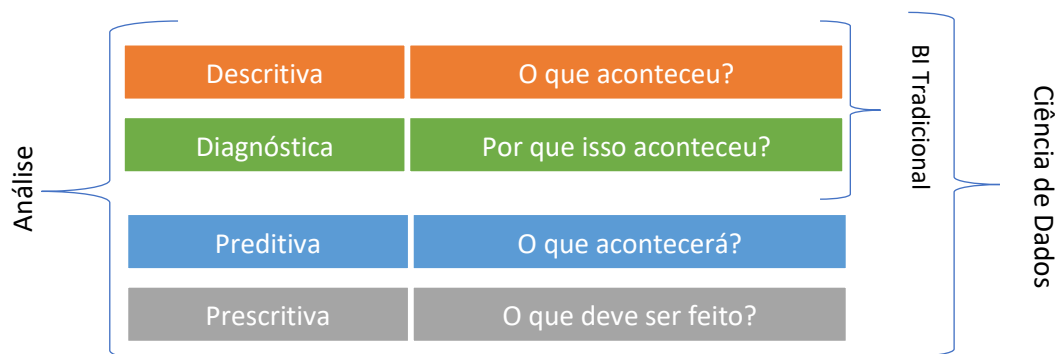 Análise
Descritiva
O que aconteceu?
Diagnóstica
Por que isso aconteceu?
Preditiva
O que acontecerá?
Prescritiva
O que deve ser feito?
BI Tradicional
Ciência de Dados